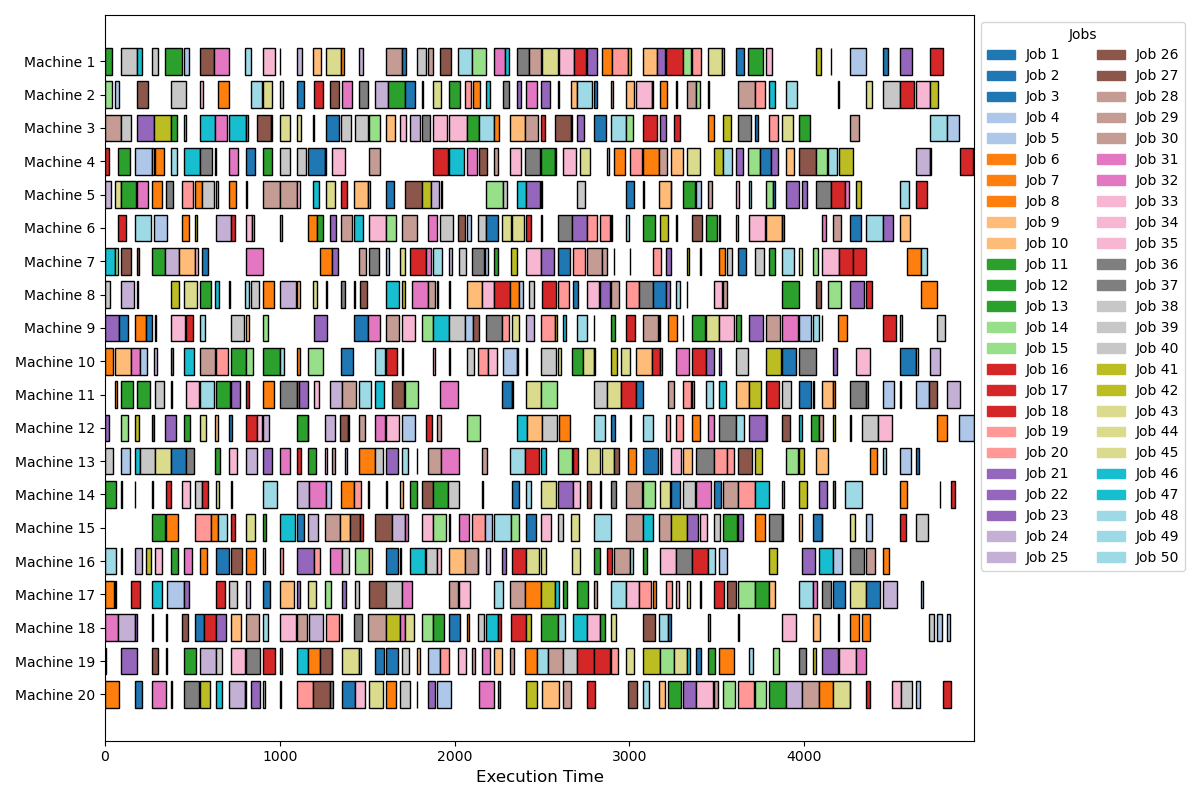 Machine 1
Machine 2
Machine 3
Machine 4
Machine 5
Machine 6
Machine 7
Machine 8
Machine 9
Machine 10
Machine 11
Machine 12
Machine 13
Machine 14
Machine 15
Machine 16
Machine 17
Machine 18
Machine 19
Machine 20
0 1000 2000 3000 4000
Execution Time
Jobs
Job 1 Job 26
Job 2 Job 27
Job 3 Job 28
Job 4 Job 29
Job 5 Job 30
Job 6 Job 31
Job 7 Job 32
Job 8 Job 33
Job 9 Job 34
Job 10 Job 35
Job 11 Job 36
Job 12 Job 37
Job 13 Job 38
Job 14 Job 39
Job 15 Job 40
Job 16 Job 41
Job 17 Job 42
Job 18 Job 43
Job 19 Job 44
Job 20 Job 45
Job 21 Job 46
Job 22 Job 47
Job 23 Job 48
Job 24 Job 49
Job 25 Job 50